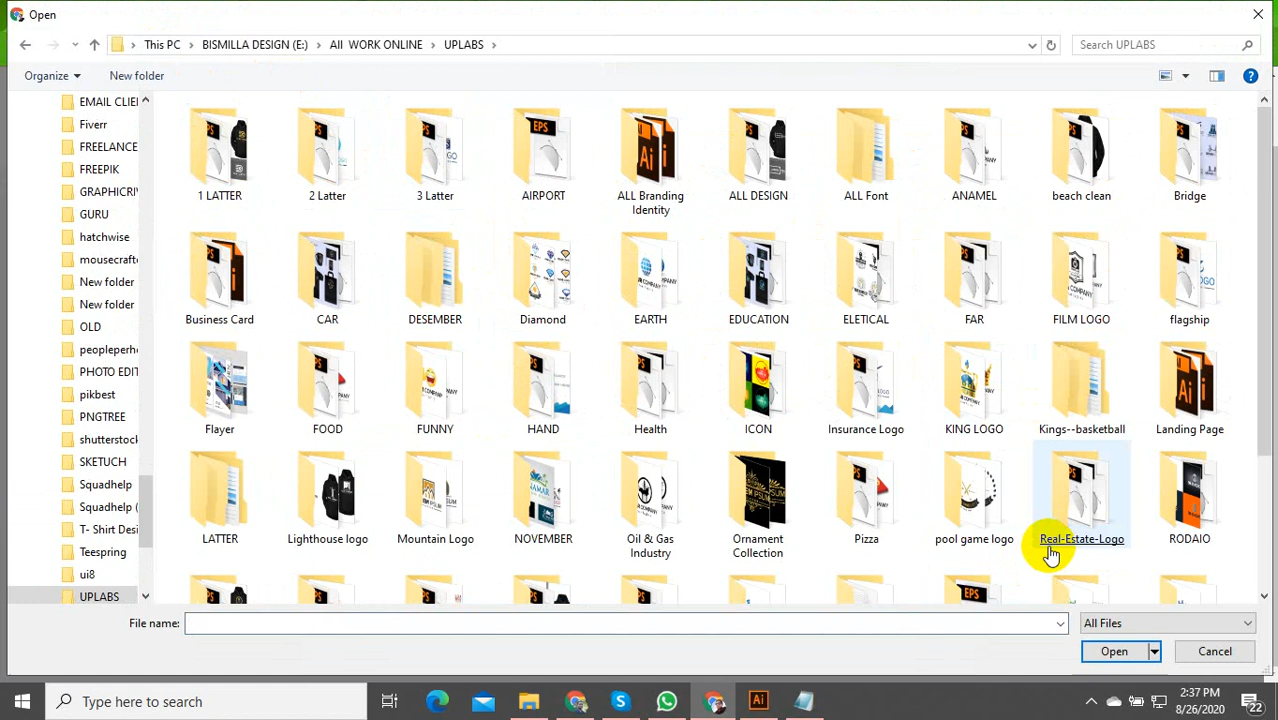 Open
This PC > BISMILLA DESIGN (E:) > All WORK ONLINE > UPLABS >
Search UPLABS
Organize
New folder
EMAIL CLIEI
Fiverr
FREELANCE
FREEPIK
GRAPHICRIV
GURU
hatchwise
mousecrafte
New folder
New folder
OLD
peopleperh
PHOTO EDIT
pikbest
PNGTREE
shutterstock
SKETUCH
Squadhelp
Squadhelp (
T- Shirt Desi
Teespring
ui8
UPLABS
1 LATTER
2 Latter
3 Latter
AIRPORT
ALL Branding
Identity
ALL DESIGN
ALL Font
ANAMEL
beach clean
Bridge
Business Card
CAR
DESEMBER
Diamond
EARTH
EDUCATION
ELETICAL
FAR
FILM LOGO
flagship
Flayer
FOOD
FUNNY
HAND
Health
ICON
Insurance Logo
KING LOGO
Kings--basketball
Landing Page
LATTER
Lighthouse logo
Mountain Logo
NOVEMBER
Oil & Gas
Industry
Ornament
Collection
Pizza
pool game logo
Real-Estate-Logo
RODAIO
File name:
All Files
Open
Cancel
Type here to search
2:37 PM
8/26/2020
22